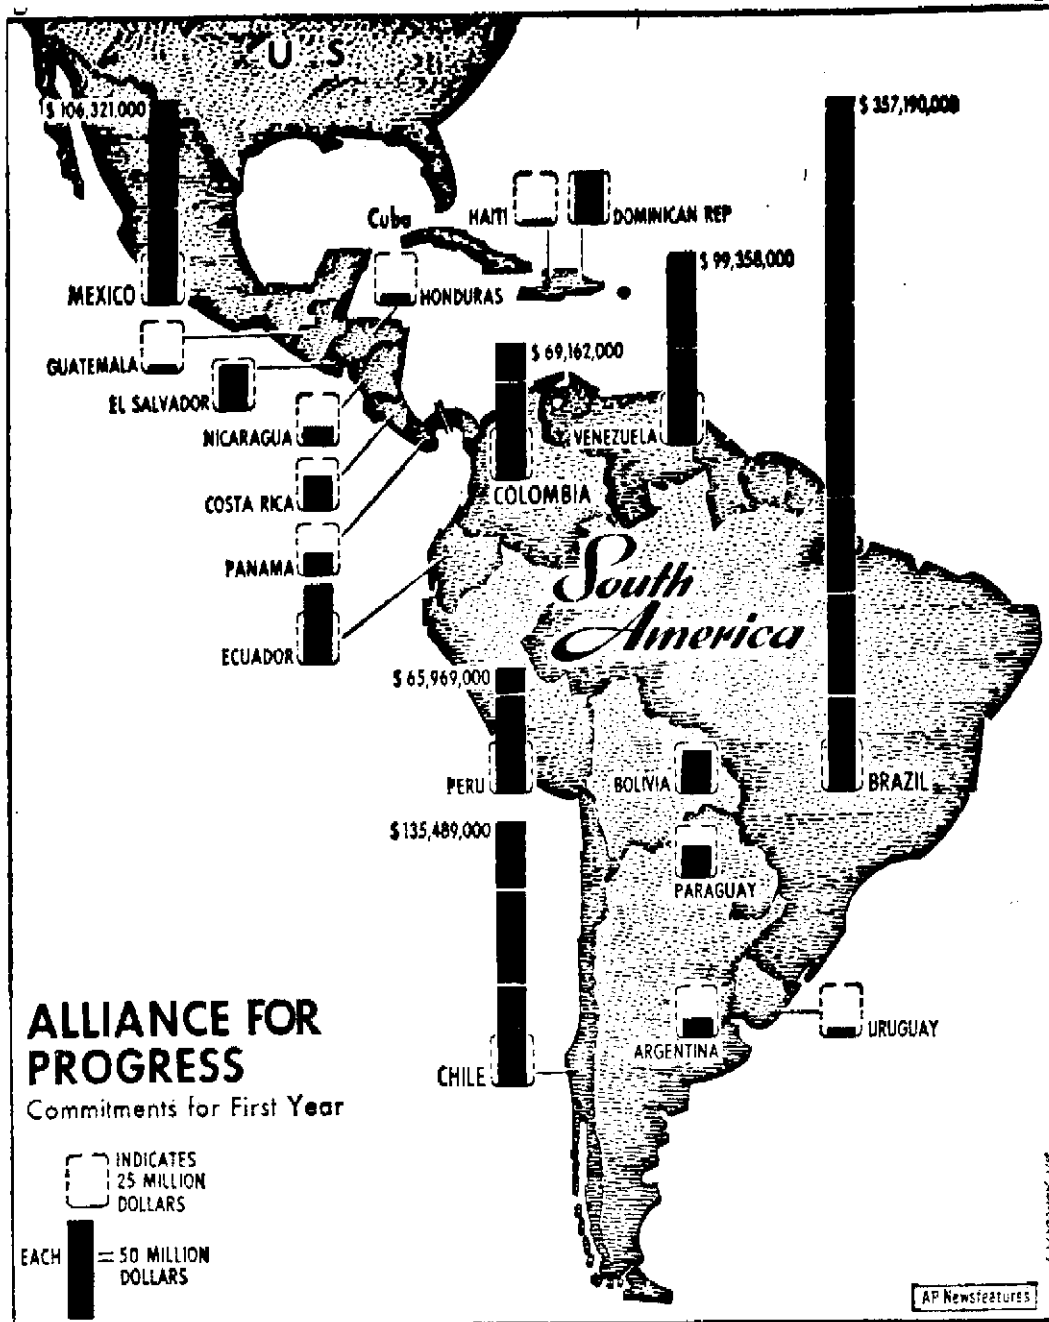 U S
$ 106,321,000
$ 357,190,000
Cuba
HAITI
DOMINICAN REP
$ 99,358,000
MEXICO
HONDURAS
GUATEMALA
$ 69,162,000
EL SALVADOR
NICARAGUA
VENEZUELA
COSTA RICA
COLOMBIA
PANAMA
South
America
ECUADOR
$ 65,969,000
PERU
BOLIVIA
BRAZIL
$ 135,489,000
PARAGUAY
ARGENTINA
URUGUAY
CHILE
ALLIANCE FOR
PROGRESS
Commitments for First Year
INDICATES
25 MILLION
DOLLARS
EACH = 50 MILLION
DOLLARS
AP Newsfeatures